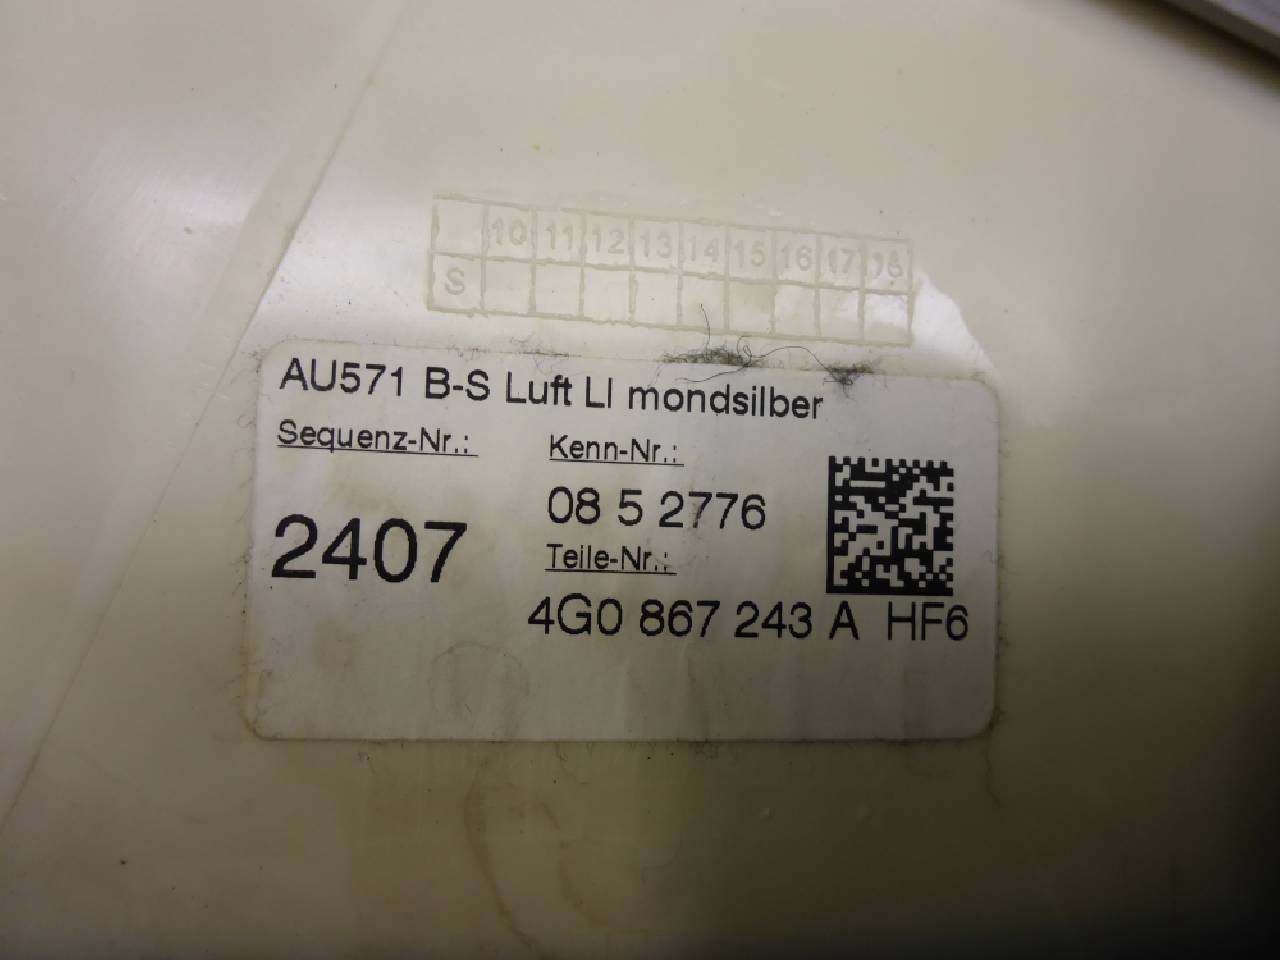 10 11 12 13 14 15 16 17 18
S
AU571 B-S Luft LI mondsilber
Sequenz-Nr.: Kenn-Nr.:
08 5 2776
2407
Teile-Nr.:
4G0 867 243 A HF6